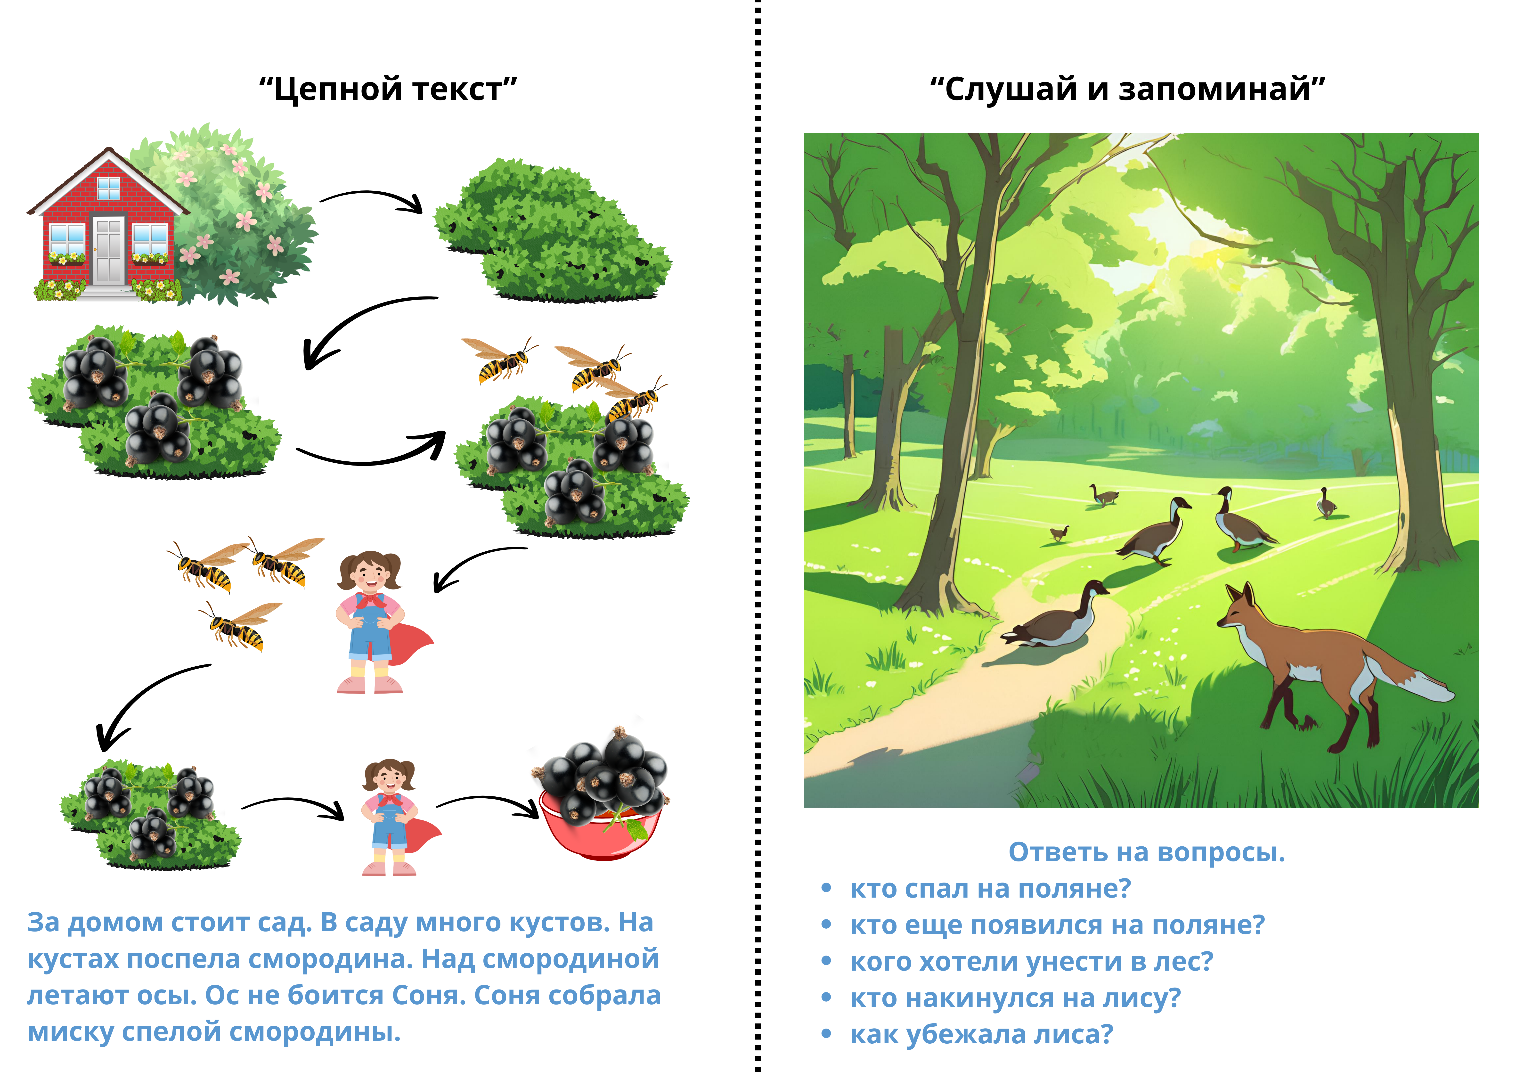 “Цепной текст”
За домом стоит сад. В саду много кустов. На
кустах поспела смородина. Над смородиной
летают осы. Ос не боится Соня. Соня собрала
миску спелой смородины.
“Слушай и запоминай”
Ответь на вопросы.
• кто спал на поляне?
• кто еще появился на поляне?
• кого хотели унести в лес?
• кто накинулся на лису?
• как убежала лиса?